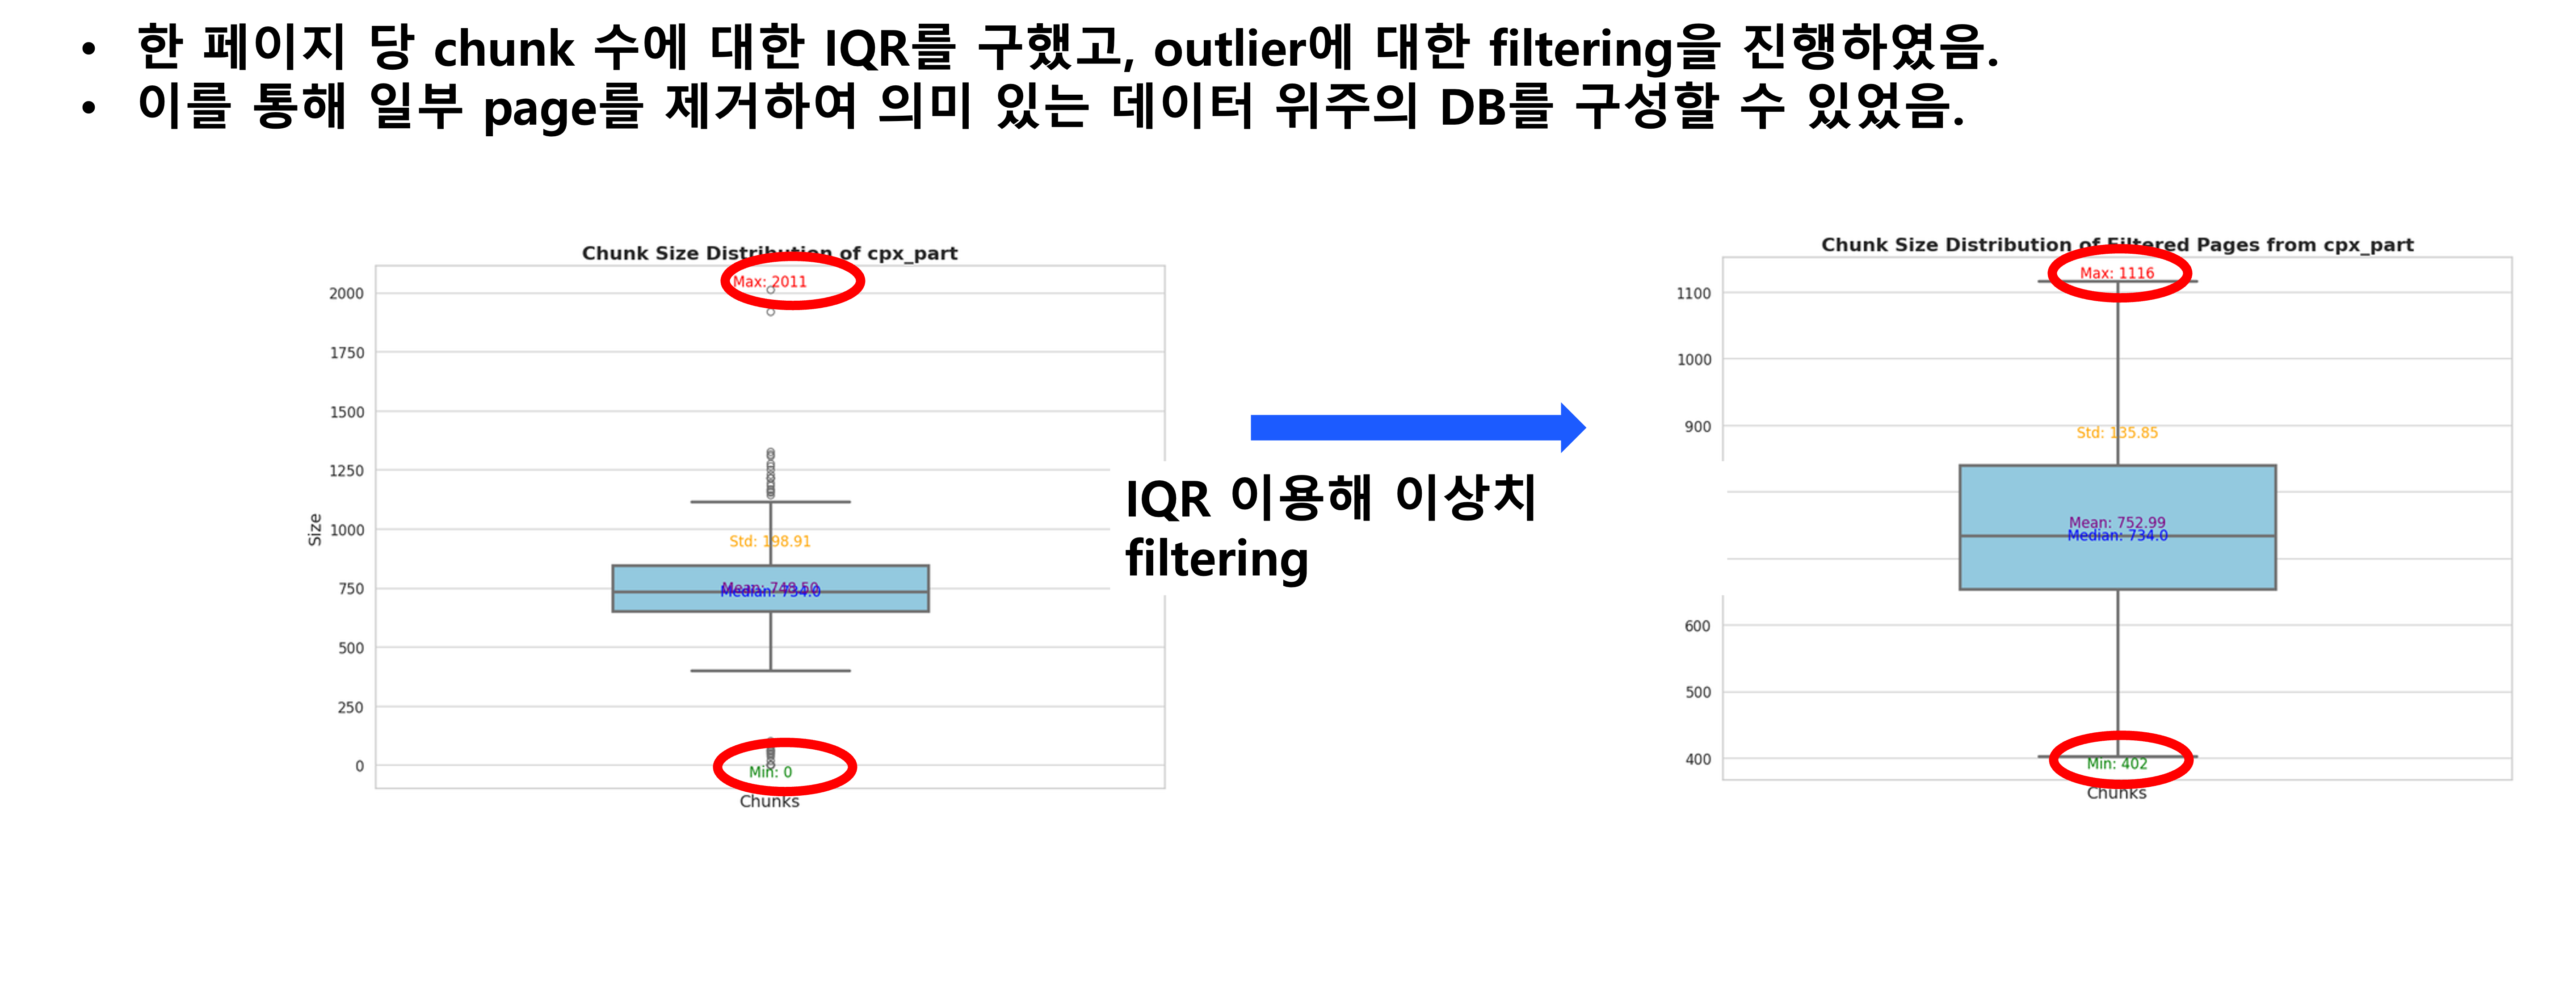 • 한 페이지 당 chunk 수에 대한 IQR를 구했고, outlier에 대한 filtering을 진행하였음.
• 이를 통해 일부 page를 제거하여 의미 있는 데이터 위주의 DB를 구성할 수 있었음.
Chunk Size Distribution of cpx_part
Max: 2011
2000
1750
1500
1250
1000
750
500
250
0
Size
Std: 198.91
Mean: 748.50
Median: 734.0
Min: 0
Chunks
IQR 이용해 이상치
filtering
Chunk Size Distribution of Filtered Pages from cpx_part
Max: 1116
1100
1000
900
600
500
400
Std: 135.85
Mean: 752.99
Median: 734.0
Min: 402
Chunks